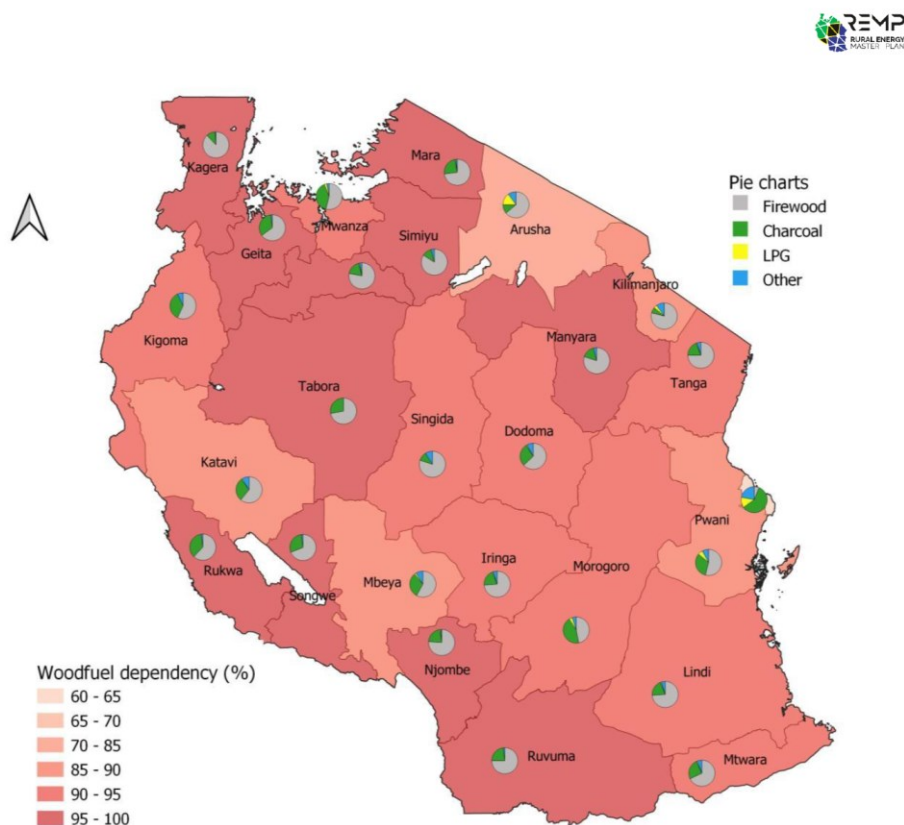 REMP
RURAL ENERGY
MASTER PLAN
Kagera
Mara
Mwanza
Geita
Simiyu
Arusha
Kilimanjaro
Kigoma
Tabora
Manyara
Tanga
Singida
Dodoma
Katavi
Pwani
Rukwa
Songwe
Mbeya
Iringa
Morogoro
Njombe
Lindi
Ruvuma
Mtwara
Pie charts
Firewood
Charcoal
LPG
Other
Woodfuel dependency (%)
60 - 65
65 - 70
70 - 85
85 - 90
90 - 95
95 - 100